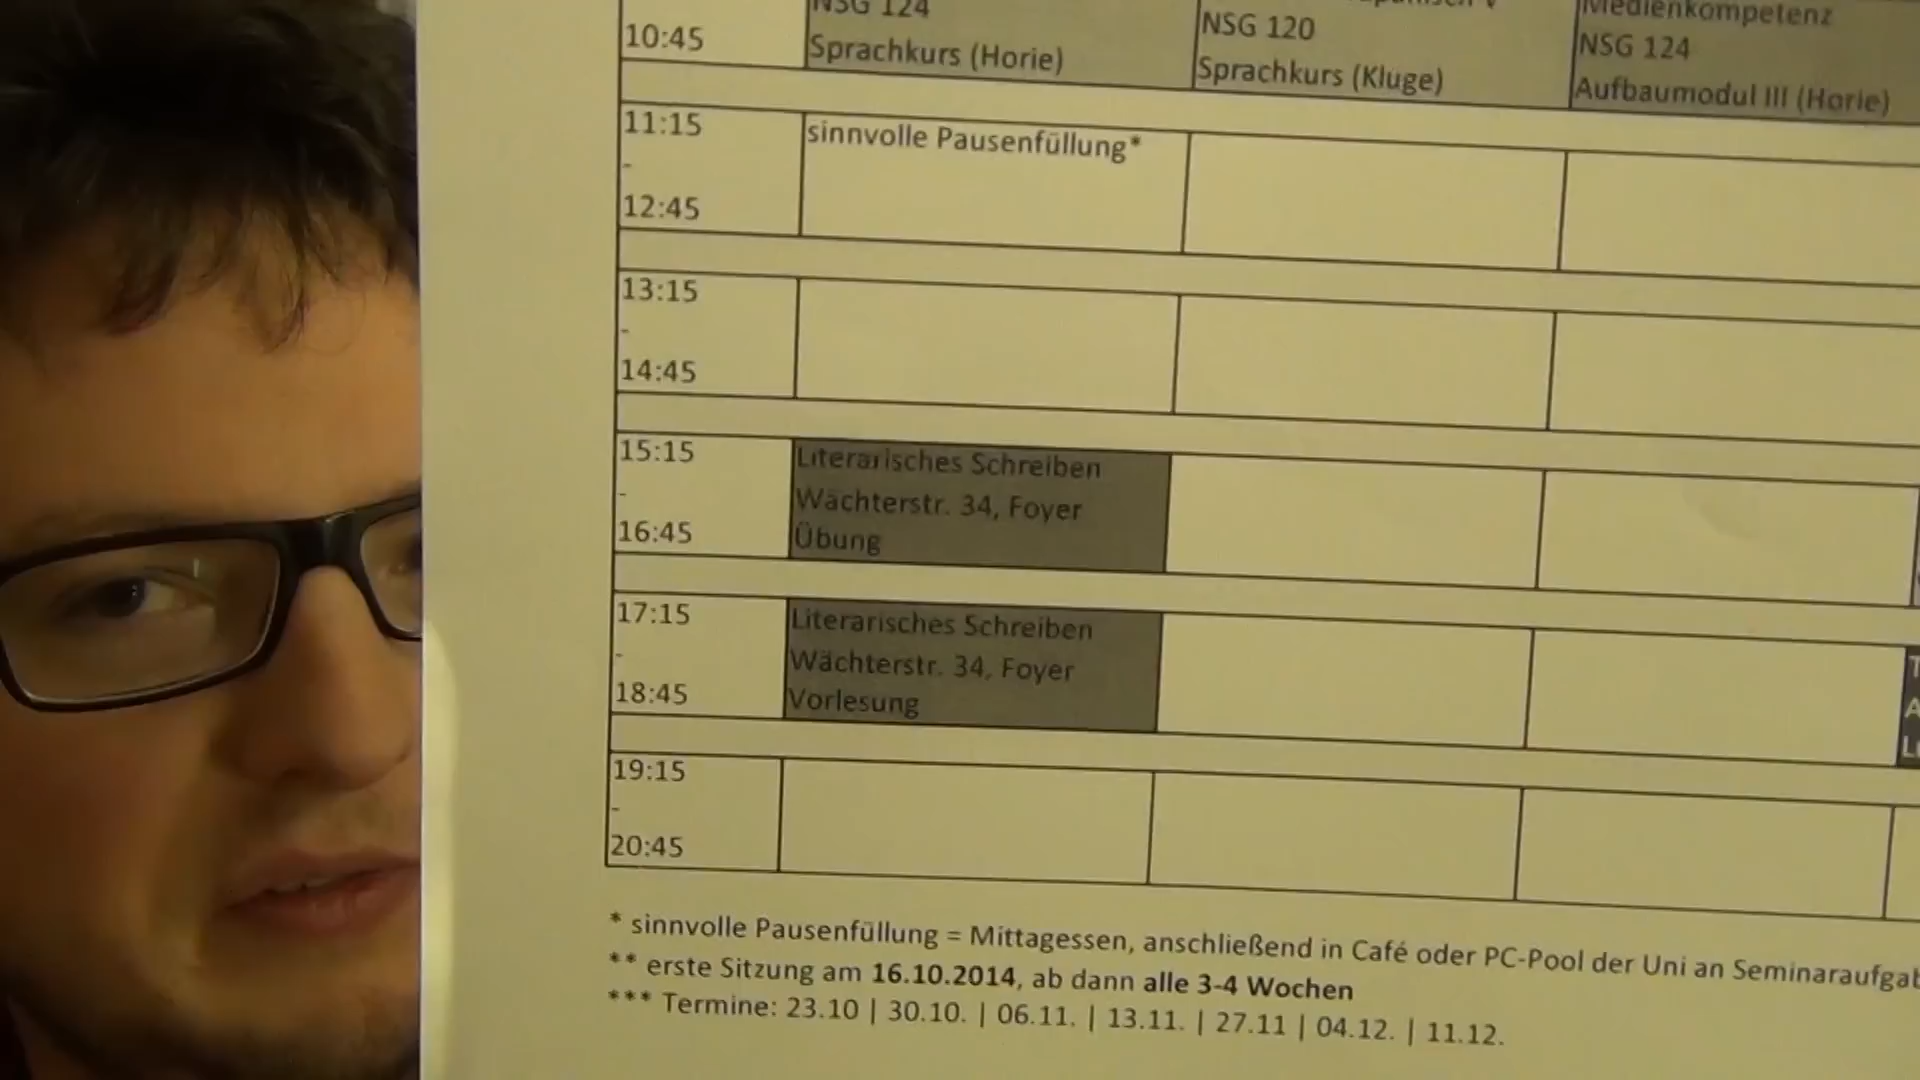 NSG 124
NSG 120
Medienkompetenz
NSG 124
10:45
Sprachkurs (Horie)
Sprachkurs (Kluge)
Aufbaumodul III (Horie)
11:15
-
12:45
sinnvolle Pausenfüllung*
13:15
-
14:45
15:15
-
16:45
Literarisches Schreiben
Wächterstr. 34, Foyer
Übung
17:15
-
18:45
Literarisches Schreiben
Wächterstr. 34, Foyer
Vorlesung
19:15
-
20:45
* sinnvolle Pausenfüllung = Mittagessen, anschließend in Café oder PC-Pool der Uni an Seminaraufgab
** erste Sitzung am 16.10.2014, ab dann alle 3-4 Wochen
*** Termine: 23.10 | 30.10. | 06.11. | 13.11. | 27.11 | 04.12. | 11.12.